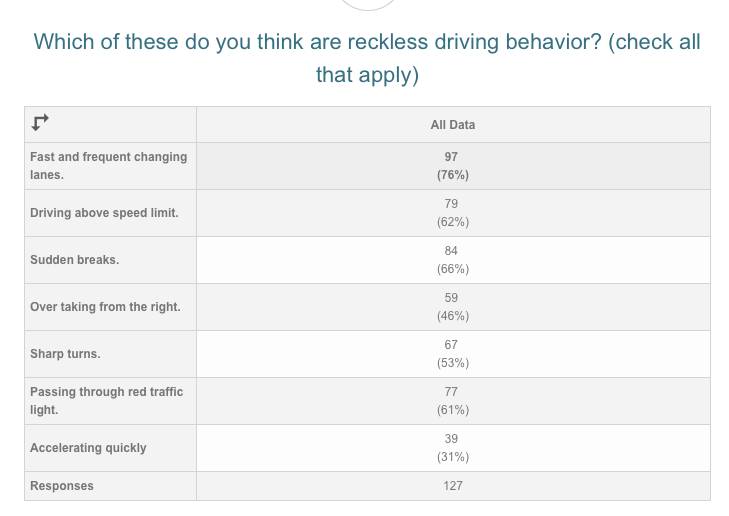 Which of these do you think are reckless driving behavior? (check all
that apply)
All Data
Fast and frequent changing
lanes.
97
(76%)
Driving above speed limit.
79
(62%)
Sudden breaks.
84
(66%)
Over taking from the right.
59
(46%)
Sharp turns.
67
(53%)
Passing through red traffic
light.
77
(61%)
Accelerating quickly
39
(31%)
Responses
127